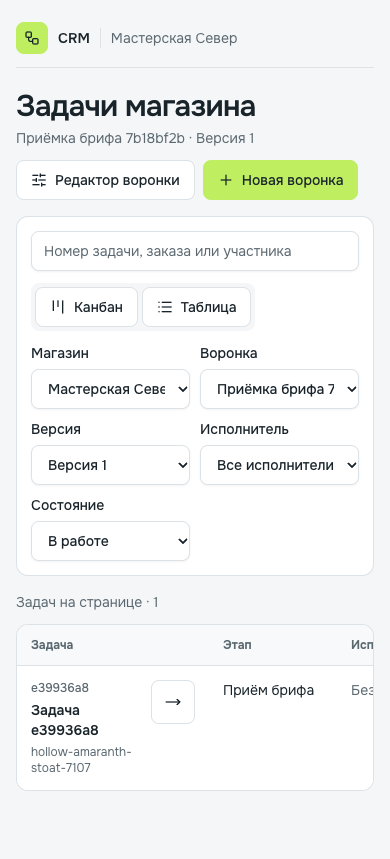 CRM
Мастерская Север
Задачи магазина
Приёмка брифа 7b18bf2b · Версия 1
Редактор воронки
Новая воронка
Номер задачи, заказа или участника
Канбан
Таблица
Магазин
Воронка
Мастерская Севе
Приёмка брифа 7
Версия
Исполнитель
Версия 1
Все исполнители
Состояние
В работе
Задач на странице · 1
Задача
Этап
Исп
e39936a8
Задача
e39936a8
hollow-amaranth-
stoat-7107
Приём брифа
Без